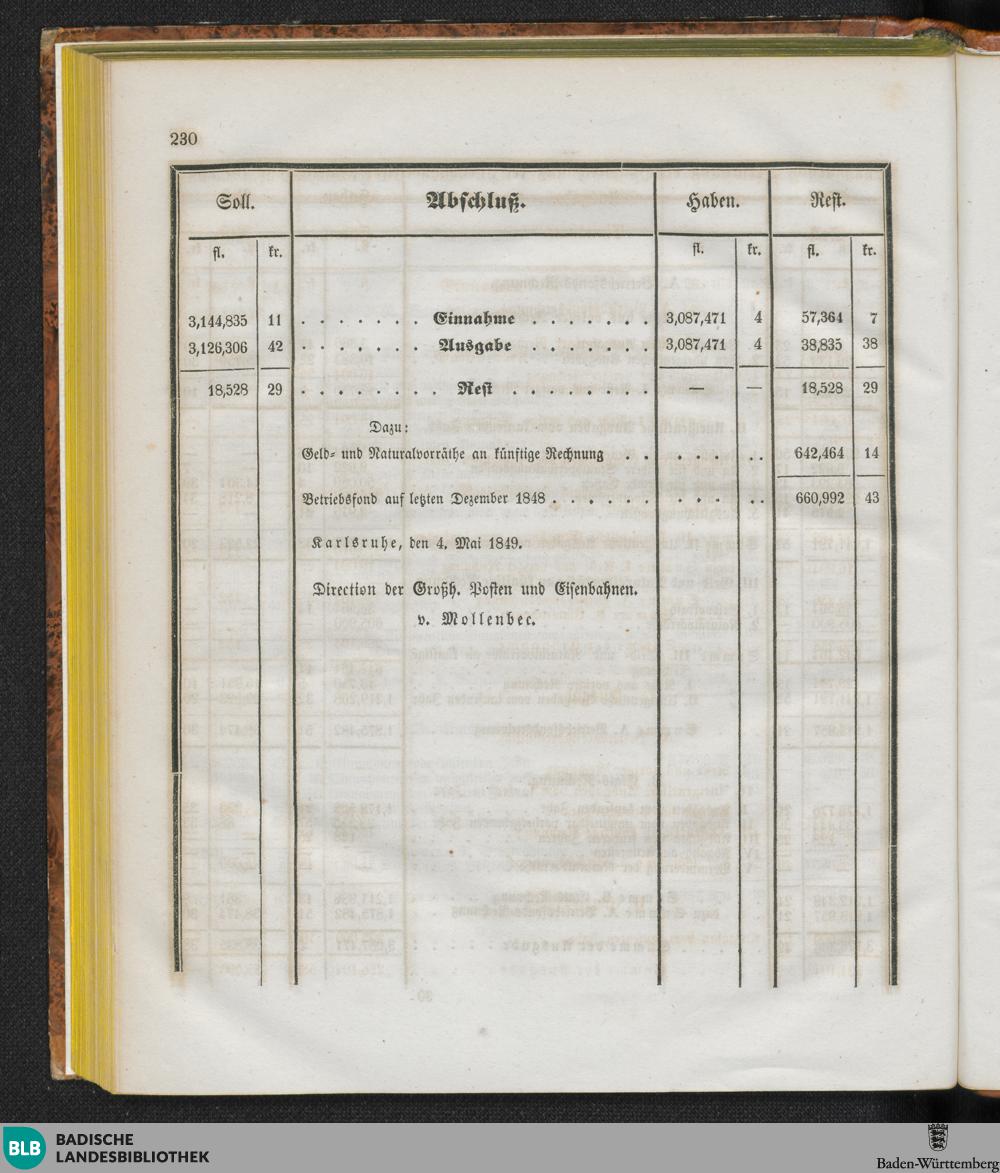 230
Soll. Abschluß. Haben. Rest.
fl. kr. fl. kr. fl. kr.
3,144,835 11 . . . . . . . Einnahme . . . . . . . 3,087,471 4 57,364 7
3,126,306 42 . . . . . . . Ausgabe . . . . . . . 3,087,471 4 38,835 38
18,528 29 . . . . . . . . Rest . . . . . . . . — — 18,528 29
Dazu:
Geld- und Naturalvorräthe an künftige Rechnung . . . . . . . . 642,464 14
Betriebsfond auf letzten Dezember 1848 . . . . . . . . . . . 660,992 43
Karlsruhe, den 4. Mai 1849.
Direction der Großh. Posten und Eisenbahnen.
v. Mollenbec.
BLB BADISCHE
LANDESBIBLIOTHEK
Baden-Württemberg